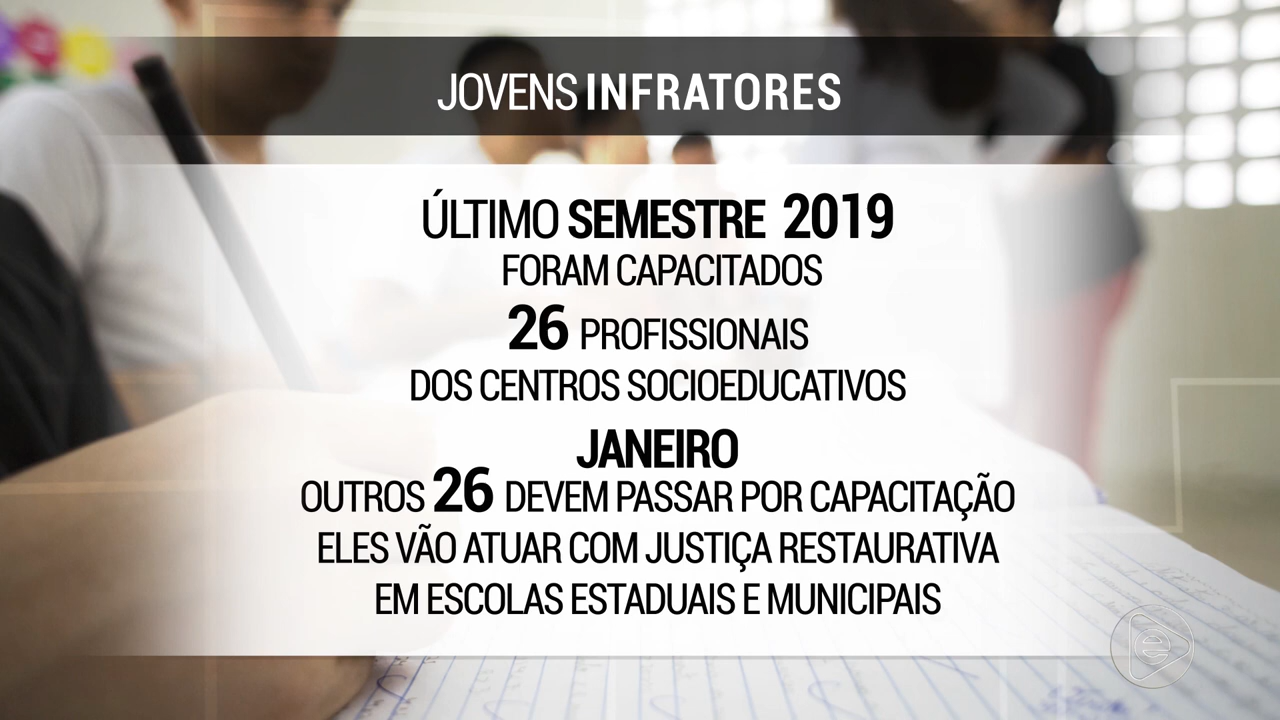 JOVENS INFRATORES
ÚLTIMO SEMESTRE 2019
FORAM CAPACITADOS
26 PROFISSIONAIS
DOS CENTROS SOCIOEDUCATIVOS
JANEIRO
OUTROS 26 DEVEM PASSAR POR CAPACITAÇÃO
ELES VÃO ATUAR COM JUSTIÇA RESTAURATIVA
EM ESCOLAS ESTADUAIS E MUNICIPAIS
e